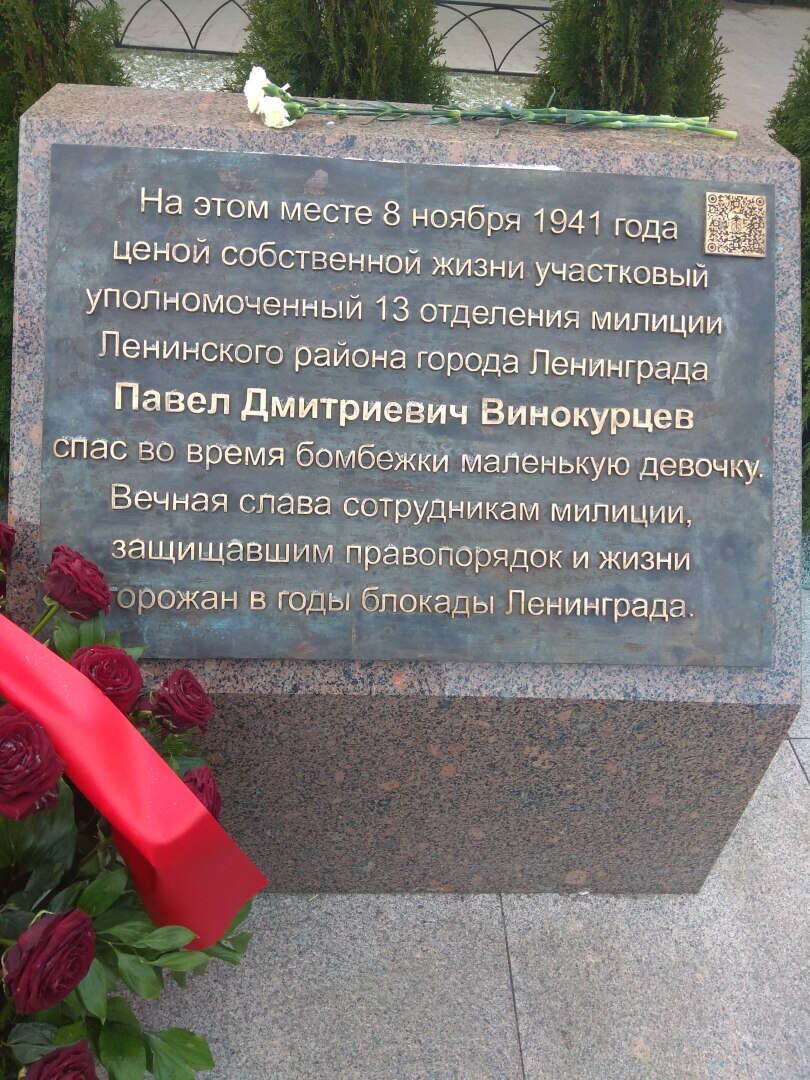 На этом месте 8 ноября 1941 года
ценой собственной жизни участковый
уполномоченный 13 отделения милиции
Ленинского района города Ленинграда
Павел Дмитриевич Винокурцев
спас во время бомбежки маленькую девочку.
Вечная слава сотрудникам милиции,
защищавшим правопорядок и жизни
горожан в годы блокады Ленинграда.